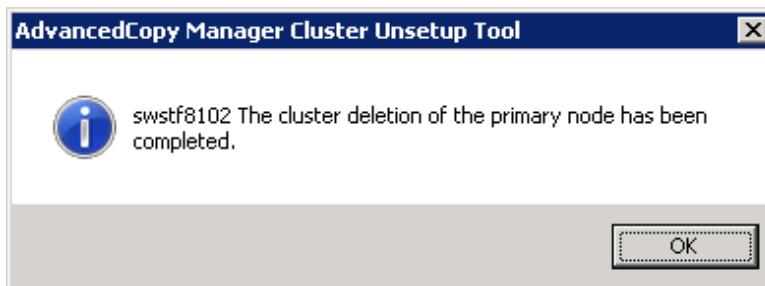 AdvancedCopy Manager Cluster Unsetup Tool
swstf8102 The cluster deletion of the primary node has been
completed.
OK